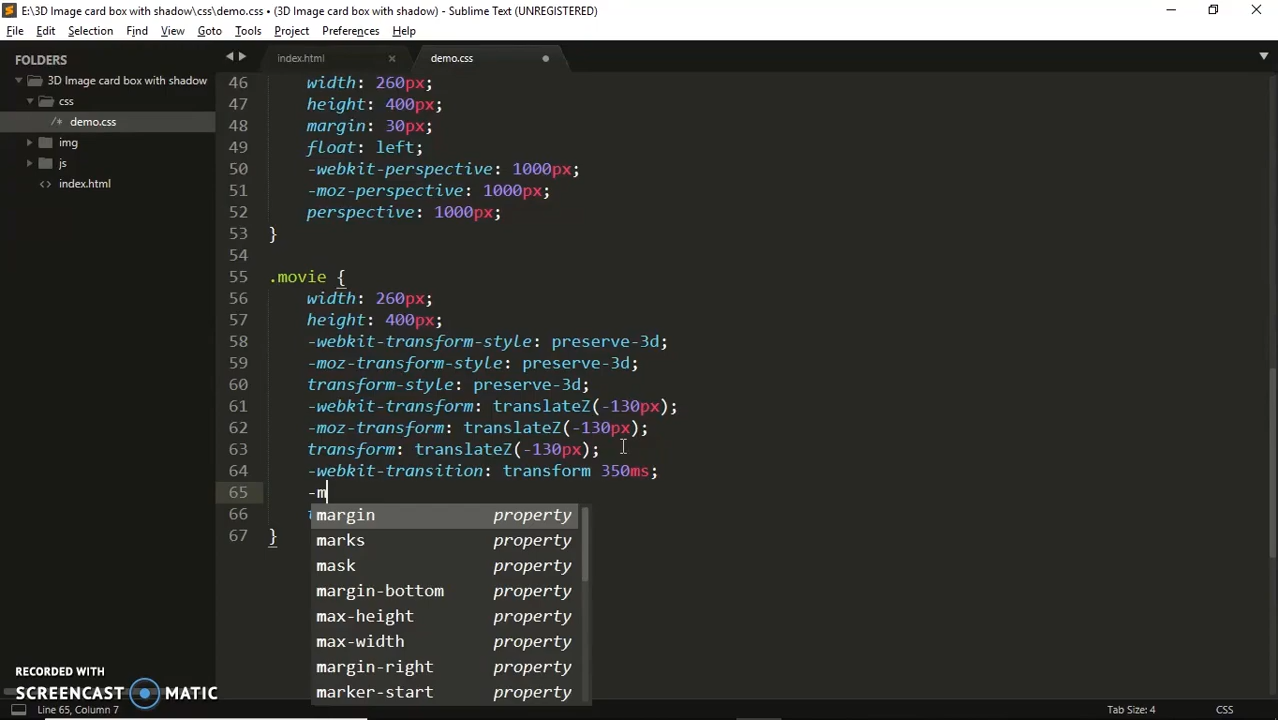 E:\3D Image card box with shadow\css\demo.css • (3D Image card box with shadow) - Sublime Text (UNREGISTERED)
File Edit Selection Find View Goto Tools Project Preferences Help
FOLDERS
3D Image card box with shadow
css
/* demo.css
img
js
<> index.html
index.html × demo.css
46 width: 260px;
47 height: 400px;
48 margin: 30px;
49 float: left;
50 -webkit-perspective: 1000px;
51 -moz-perspective: 1000px;
52 perspective: 1000px;
53 }
54
55 .movie {
56 width: 260px;
57 height: 400px;
58 -webkit-transform-style: preserve-3d;
59 -moz-transform-style: preserve-3d;
60 transform-style: preserve-3d;
61 -webkit-transform: translateZ(-130px);
62 -moz-transform: translateZ(-130px);
63 transform: translateZ(-130px);
64 -webkit-transition: transform 350ms;
65 -m
66
67 }
margin property
marks property
mask property
margin-bottom property
max-height property
max-width property
margin-right property
marker-start property
RECORDED WITH
SCREENCAST MATIC
Line 65, Column 7 Tab Size: 4 CSS